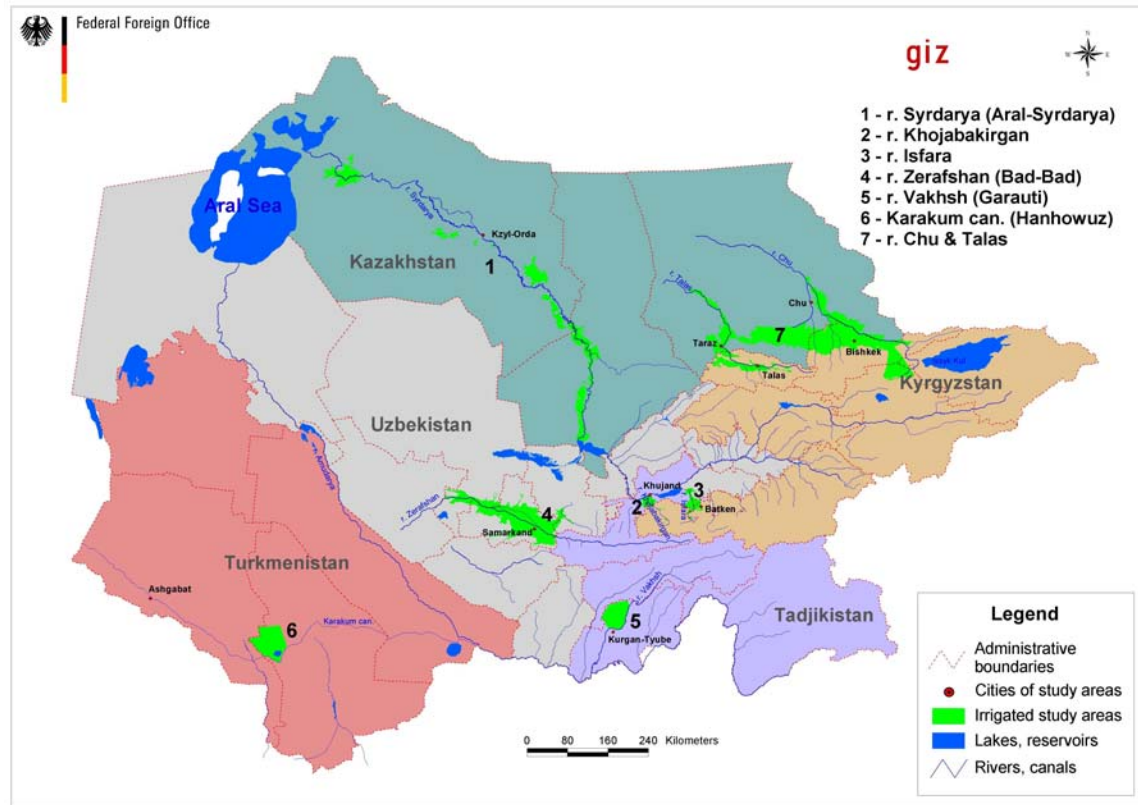 Federal Foreign Office
giz
N
W E
S
1 - r. Syrdarya (Aral-Syrdarya)
2 - r. Khojabakirgan
3 - r. Isfara
4 - r. Zerafshan (Bad-Bad)
5 - r. Vakhsh (Garauti)
6 - Karakum can. (Hanhowuz)
7 - r. Chu & Talas
Aral Sea
r. Syrdarya
Kzyl-Orda
Kazakhstan
1
r. Chu
r. Talas
Chu
7
Taraz
Bishkek
Talas
Kyrgyzstan
Uzbekistan
r. Amudarya
Khujand
3
2
Batken
r. Zerafshan
4
Samarkand
Turkmenistan
r. Vakhsh
Tadjikistan
Ashgabat
5
Kurgan-Tyube
Karakum can.
6
0 80 160 240 Kilometers
Legend
Administrative
boundaries
Cities of study areas
Irrigated study areas
Lakes, reservoirs
Rivers, canals